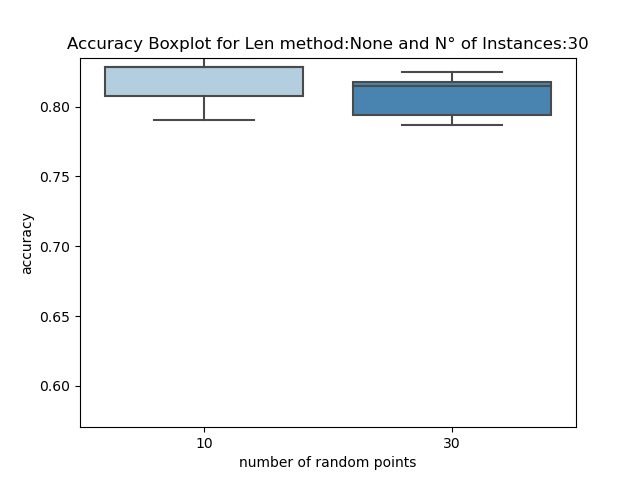 Accuracy Boxplot for Len method:None and N° of Instances:30
0.80
0.75
0.70
0.65
0.60
accuracy
10 30
number of random points